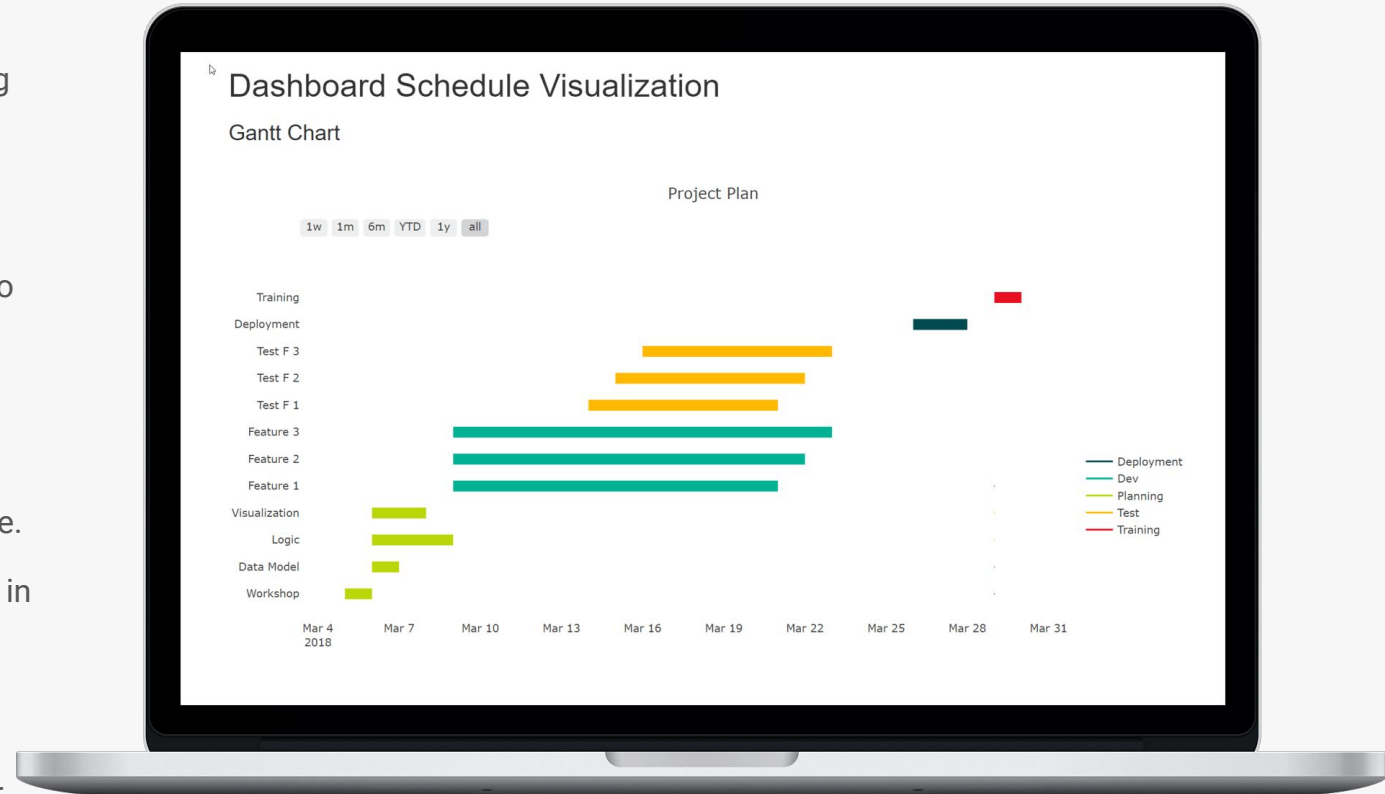 g
o
e.
in
Dashboard Schedule Visualization
Gantt Chart
Project Plan
1w 1m 6m YTD 1y all
Training
Deployment
Test F 3
Test F 2
Test F 1
Feature 3
Feature 2
Feature 1
Visualization
Logic
Data Model
Workshop
Mar 4 Mar 7 Mar 10 Mar 13 Mar 16 Mar 19 Mar 22 Mar 25 Mar 28 Mar 31
2018
Deployment
Dev
Planning
Test
Training